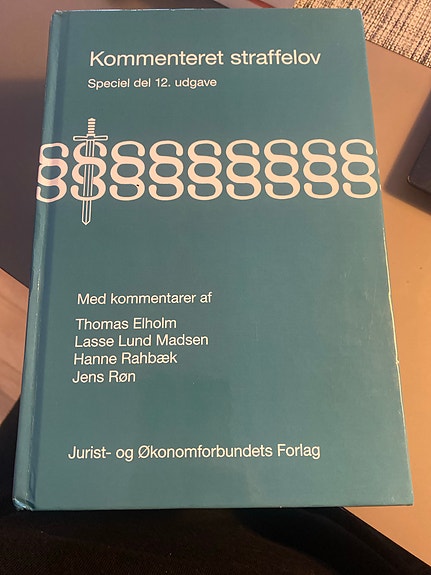 Kommenteret straffelov
Speciel del 12. udgave
§§§§§§§§§
Med kommentarer af
Thomas Elholm
Lasse Lund Madsen
Hanne Rahbæk
Jens Røn
Jurist- og Økonomforbundets Forlag